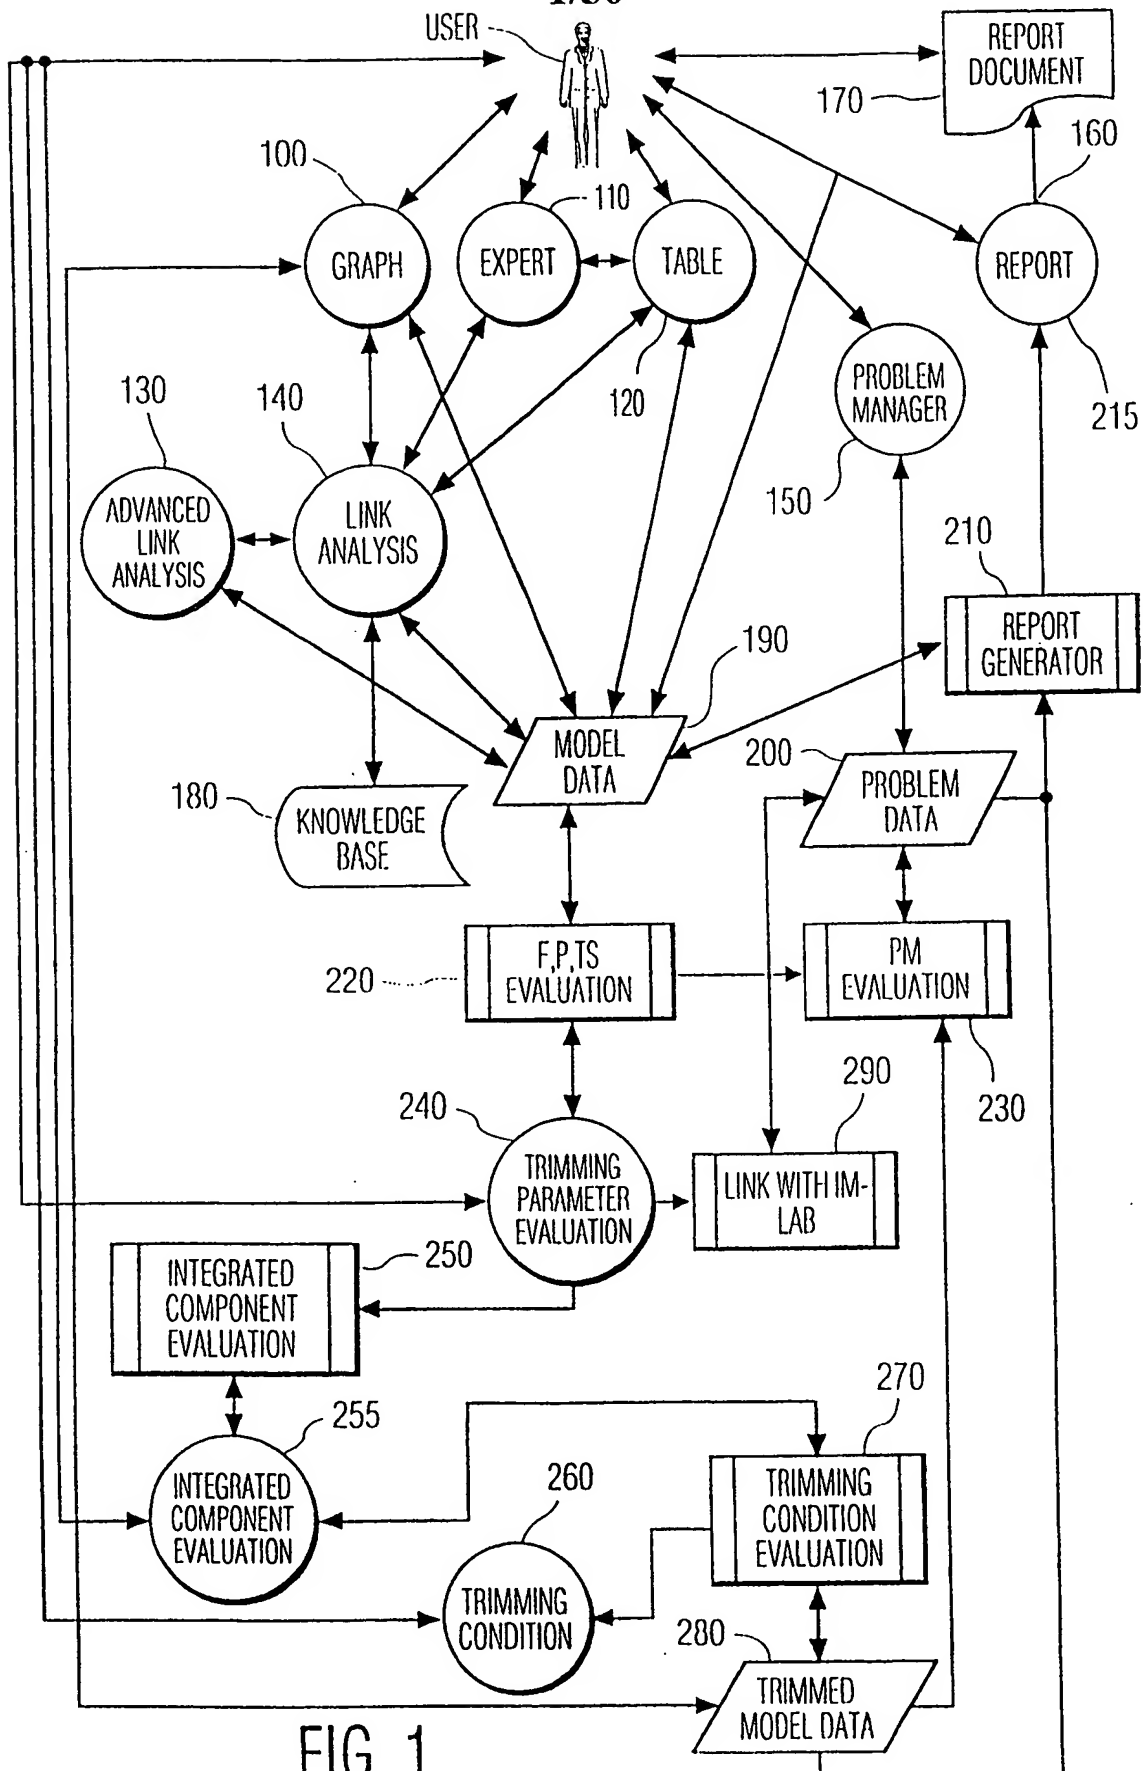 USER
REPORT
DOCUMENT
170
160
100
110
GRAPH
EXPERT
TABLE
REPORT
120
PROBLEM
MANAGER
215
130
140
150
ADVANCED
LINK
ANALYSIS
LINK
ANALYSIS
210
REPORT
GENERATOR
190
MODEL
DATA
200
PROBLEM
DATA
180
KNOWLEDGE
BASE
220
F,P,TS
EVALUATION
PM
EVALUATION
230
240
290
TRIMMING
PARAMETER
EVALUATION
LINK WITH IM-
LAB
250
INTEGRATED
COMPONENT
EVALUATION
255
270
INTEGRATED
COMPONENT
EVALUATION
260
TRIMMING
CONDITION
EVALUATION
TRIMMING
CONDITION
280
TRIMMED
MODEL DATA
FIG. 1